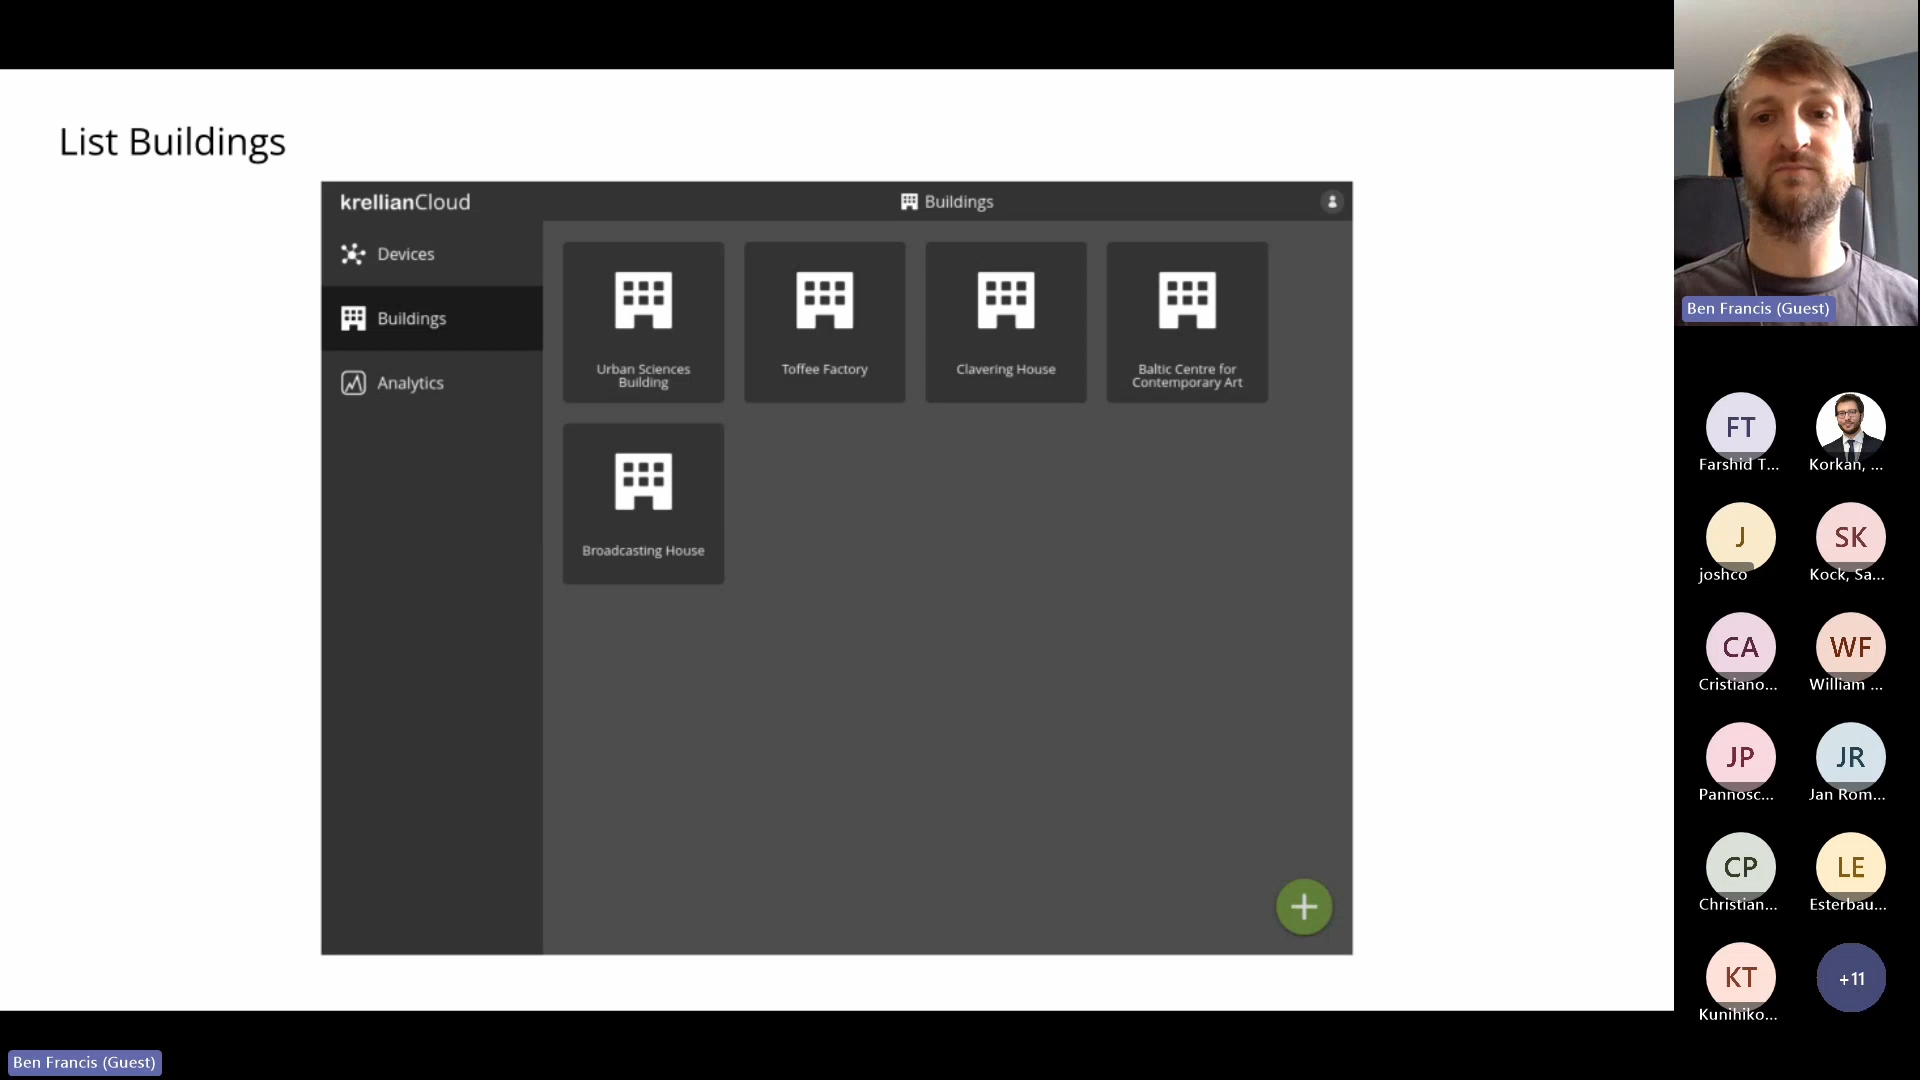 List Buildings
krellianCloud
Buildings
Devices
Buildings
Analytics
Urban Sciences
Building
Toffee Factory
Clavering House
Baltic Centre for
Contemporary Art
Broadcasting House
+
Ben Francis (Guest)
FT
Farshid T...
Korkan, ...
J
joshco
SK
Kock, Sa...
CA
Cristiano...
WF
William ...
JP
Pannosc...
JR
Jan Rom...
CP
Christian...
LE
Esterbau...
KT
Kunihiko...
+11
Ben Francis (Guest)